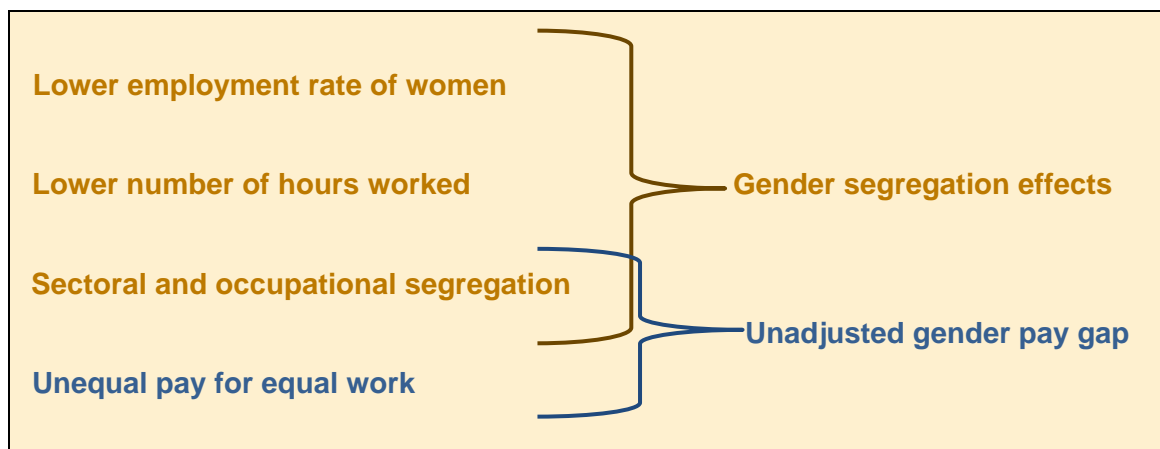 Lower employment rate of women
Lower number of hours worked
Gender segregation effects
Sectoral and occupational segregation
Unadjusted gender pay gap
Unequal pay for equal work